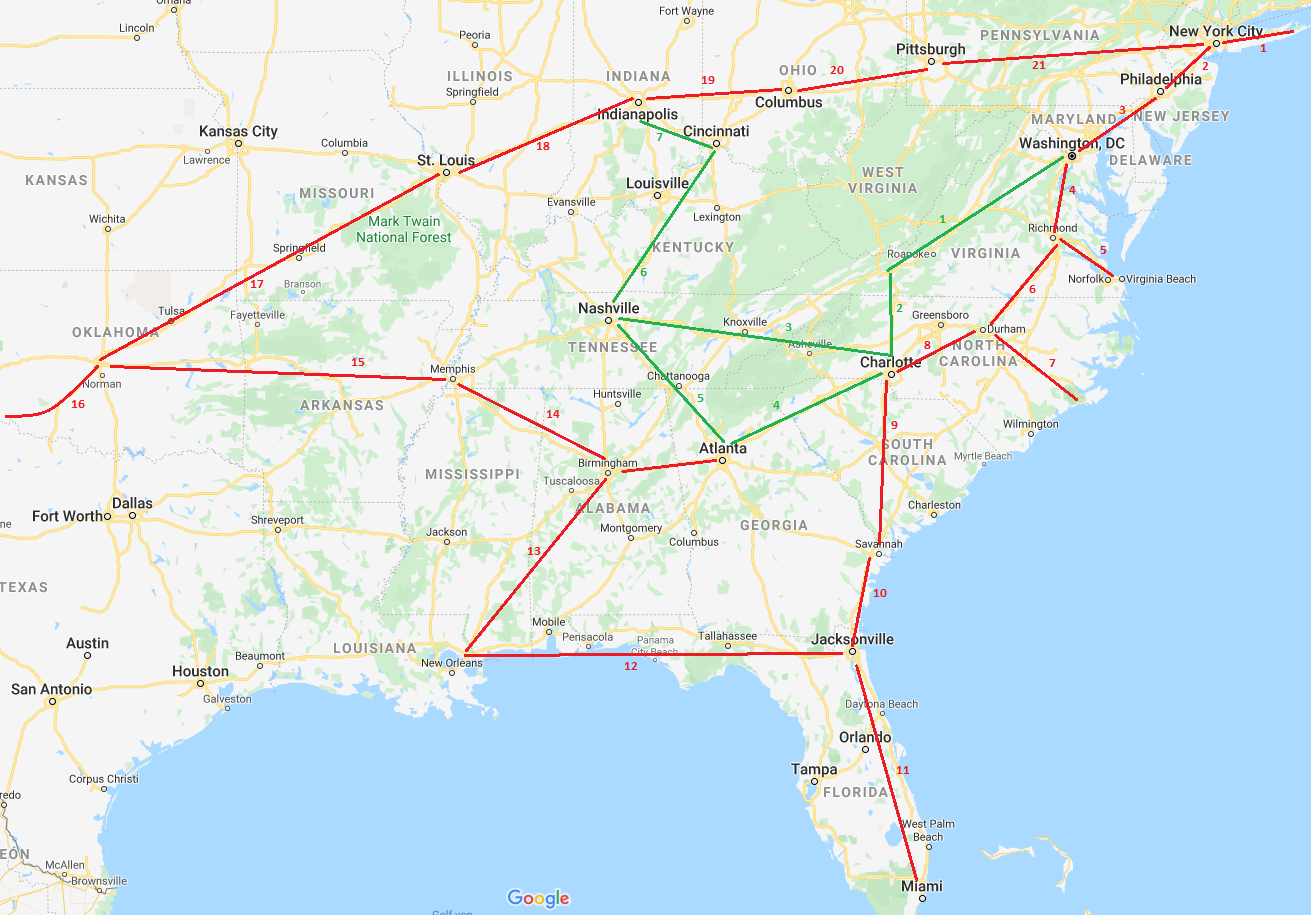 Omaha
Lincoln
Fort Wayne
Peoria
PENNSYLVANIA
New York City
1
Pittsburgh
21
2
ILLINOIS
INDIANA
OHIO
20
19
Springfield
Philadelphia
Columbus
3
Indianapolis
MARYLAND
NEW JERSEY
Kansas City
Cincinnati
7
Columbia
18
Washington, DC
Lawrence
St. Louis
DELAWARE
KANSAS
MISSOURI
Louisville
WEST
VIRGINIA
4
Evansville
Wichita
Mark Twain
National Forest
Lexington
1
Richmond
Springfield
KENTUCKY
Roanoke
VIRGINIA
5
17
Branson
6
Norfolk
Virginia Beach
6
Tulsa
Fayetteville
Nashville
2
Greensboro
OKLAHOMA
Knoxville
3
Durham
TENNESSEE
Asheville
8
NORTH
CAROLINA
15
Memphis
Charlotte
7
Norman
Chattanooga
16
ARKANSAS
Huntsville
5
4
14
9
Wilmington
Atlanta
SOUTH
CAROLINA
Birmingham
Myrtle Beach
MISSISSIPPI
Tuscaloosa
Dallas
Fort Worth
ALABAMA
Charleston
ne
Shreveport
Jackson
Montgomery
GEORGIA
Columbus
13
Savannah
TEXAS
10
Mobile
Austin
LOUISIANA
Pensacola
Panama
City Beach
Tallahassee
Jacksonville
Beaumont
New Orleans
12
Houston
San Antonio
Galveston
Daytona Beach
Orlando
Corpus Christi
Tampa
11
FLORIDA
redo
West Palm
Beach
EÓN
McAllen
Brownsville
Miami
Google
Golf von